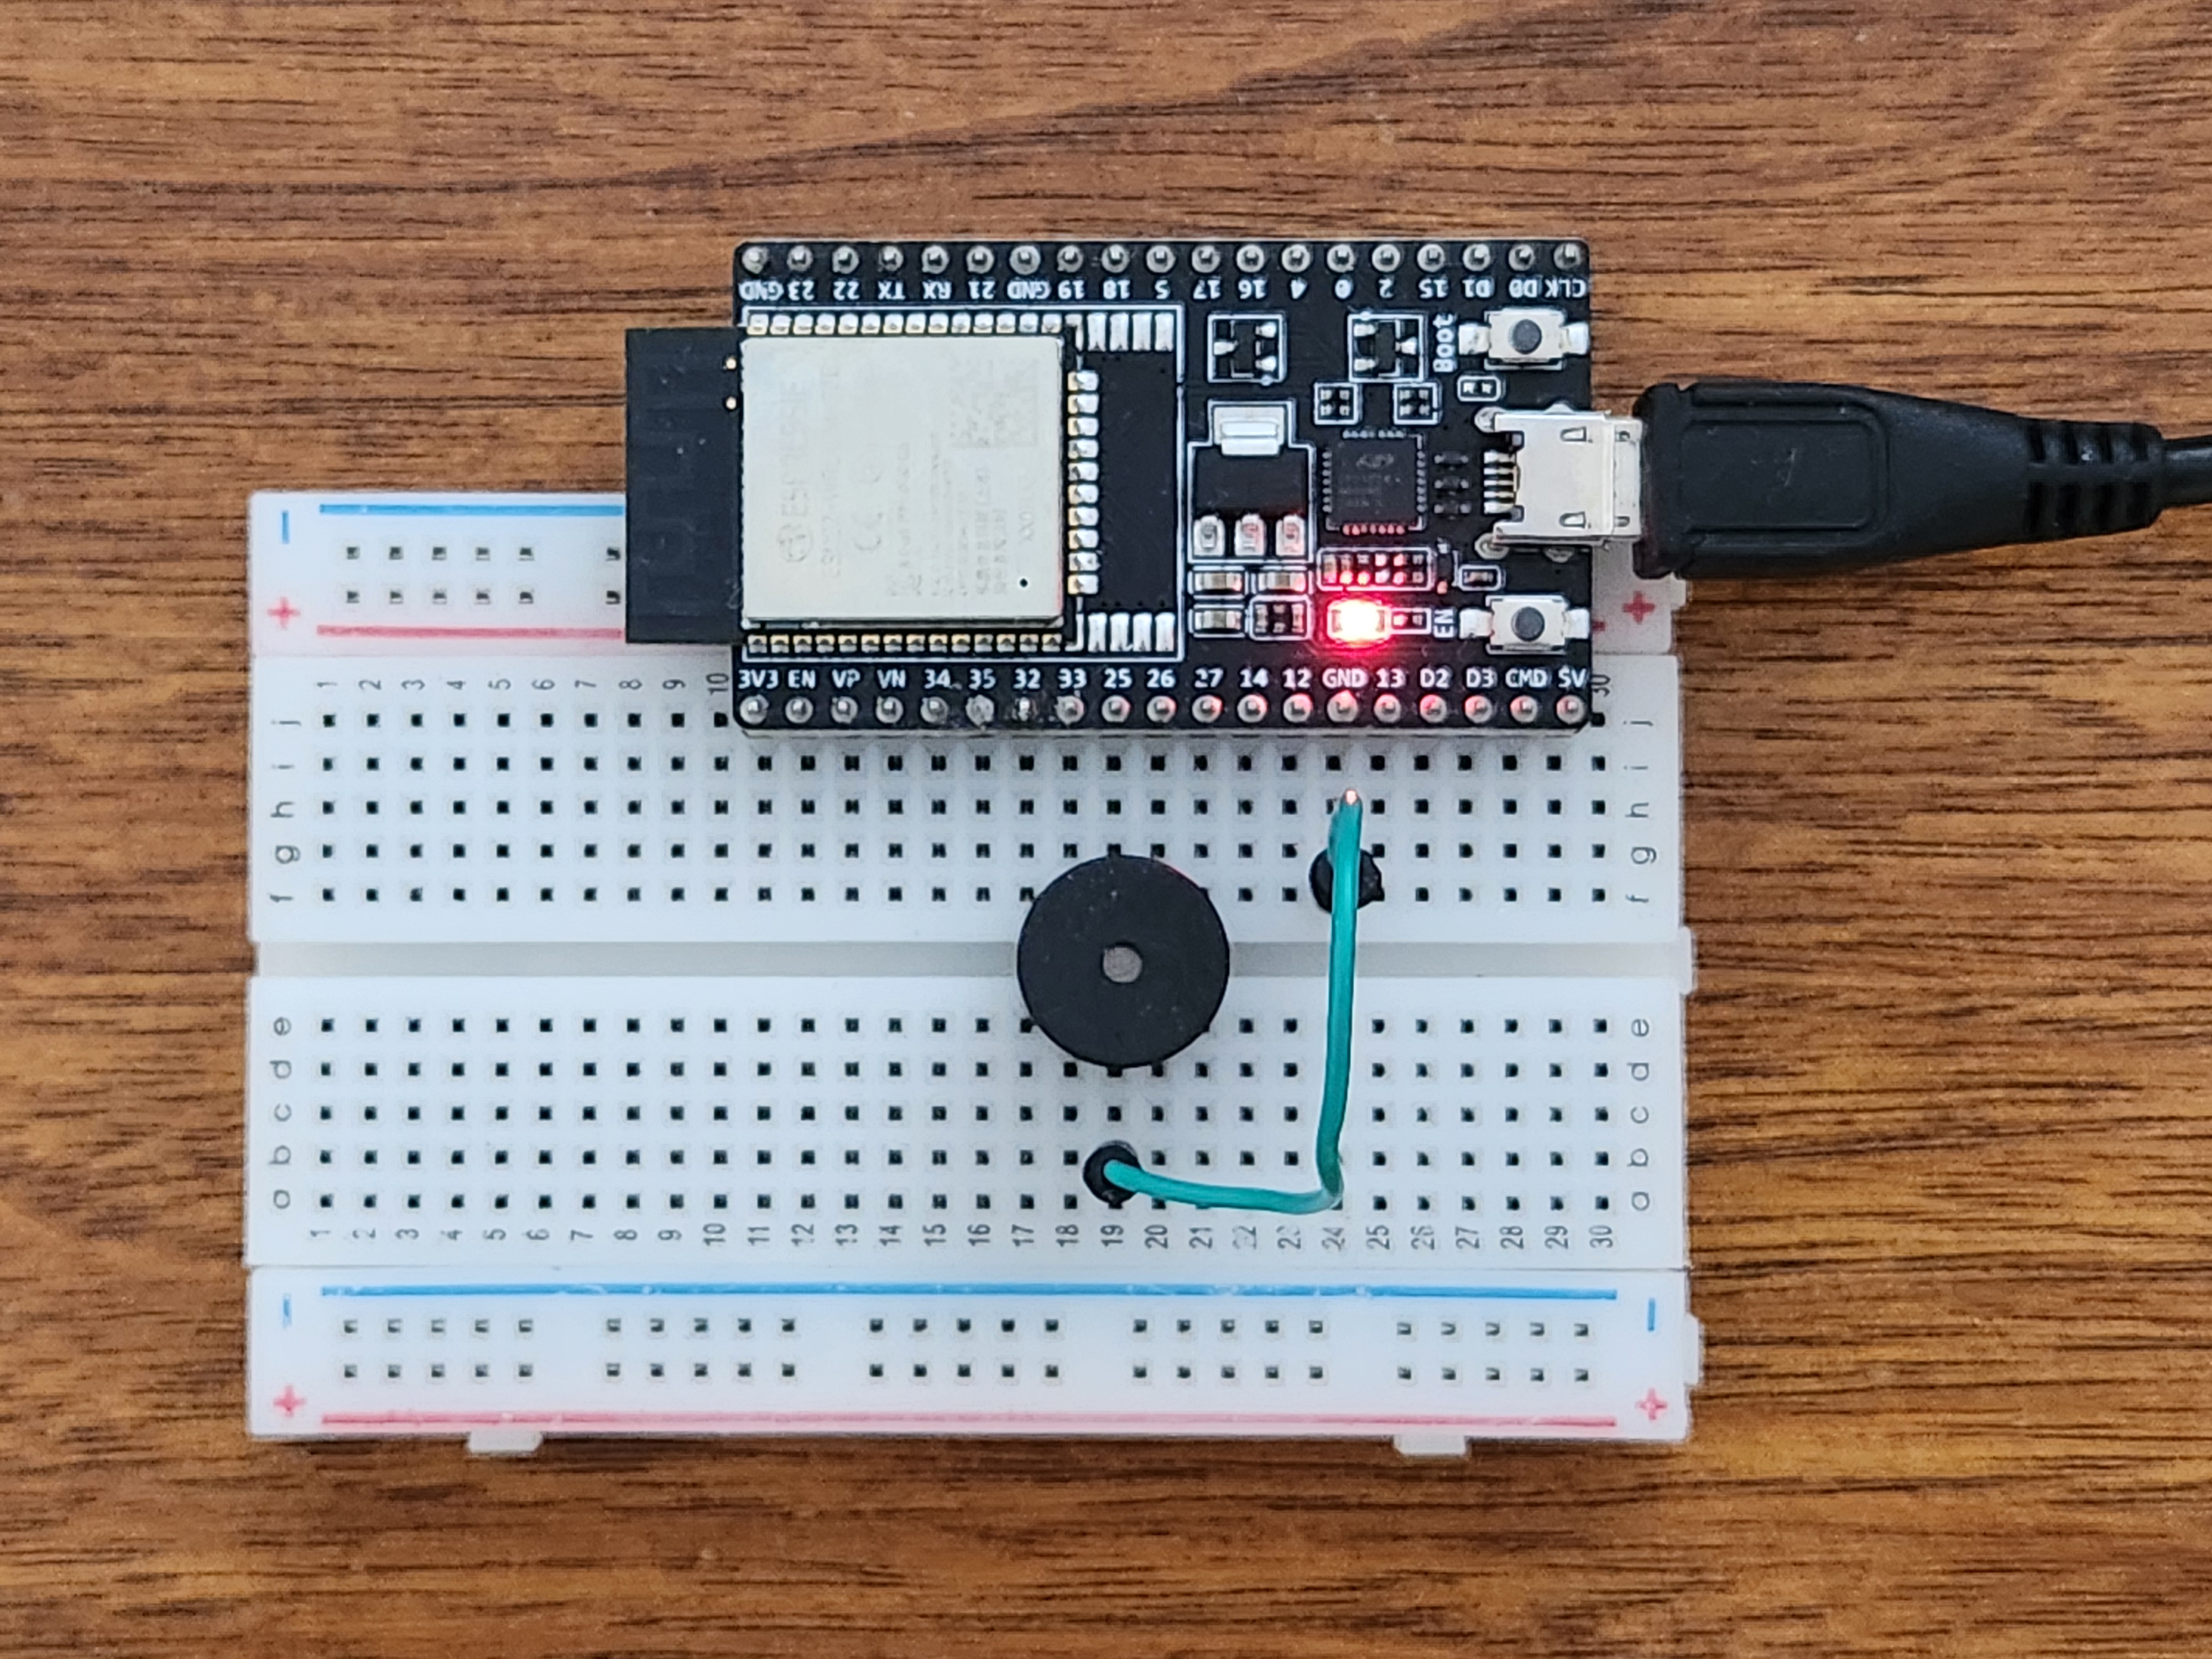 GND 23 22 TX RX 21 GND 19 18 5 17 16 4 0 2 15 D1 D0 CLK
Boot
ESPRESSIF
CE
EN
3V3 EN VP VN 34 35 32 33 25 26 27 14 12 GND 13 D2 D3 CMD 5V
- 
+ +
1 2 3 4 5 6 7 8 9 10 30
j j
i i
h h
g g
f f
e e
d d
c c
b b
a a
1 2 3 4 5 6 7 8 9 10 11 12 13 14 15 16 17 18 19 20 21 22 23 24 25 26 27 28 29 30
- -
+ +